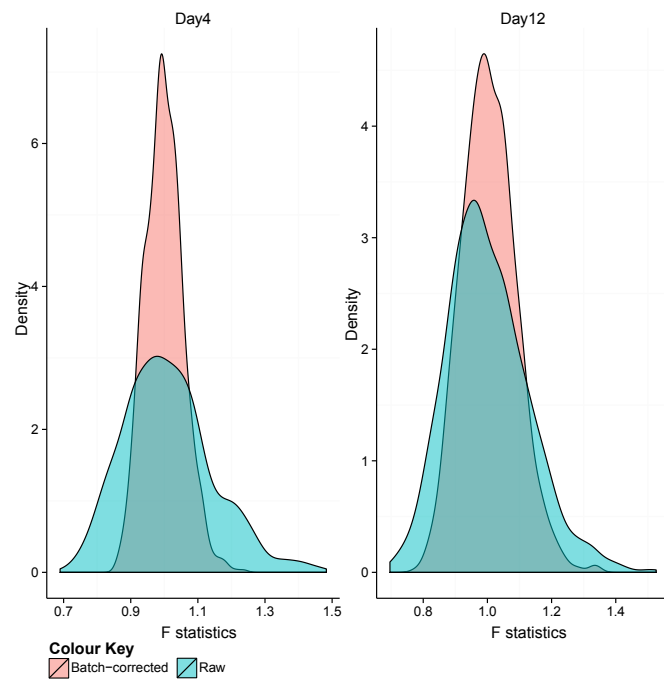 Day4
Day12
Density
6
4
2
0
0.7 0.9 1.1 1.3 1.5
F statistics
Density
4
3
2
1
0
0.8 1.0 1.2 1.4
F statistics
Colour Key
Batch−corrected Raw